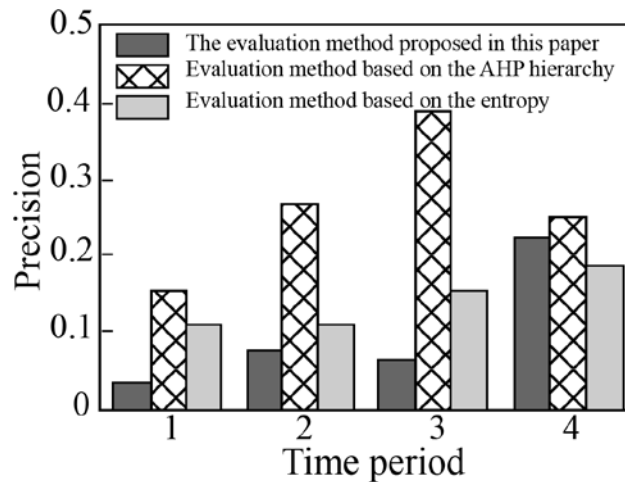 0.5
The evaluation method proposed in this paper
Evaluation method based on the AHP hierarchy
Evaluation method based on the entropy
0.4
0.3
0.2
0.1
0
Precision
1 2 3 4
Time period